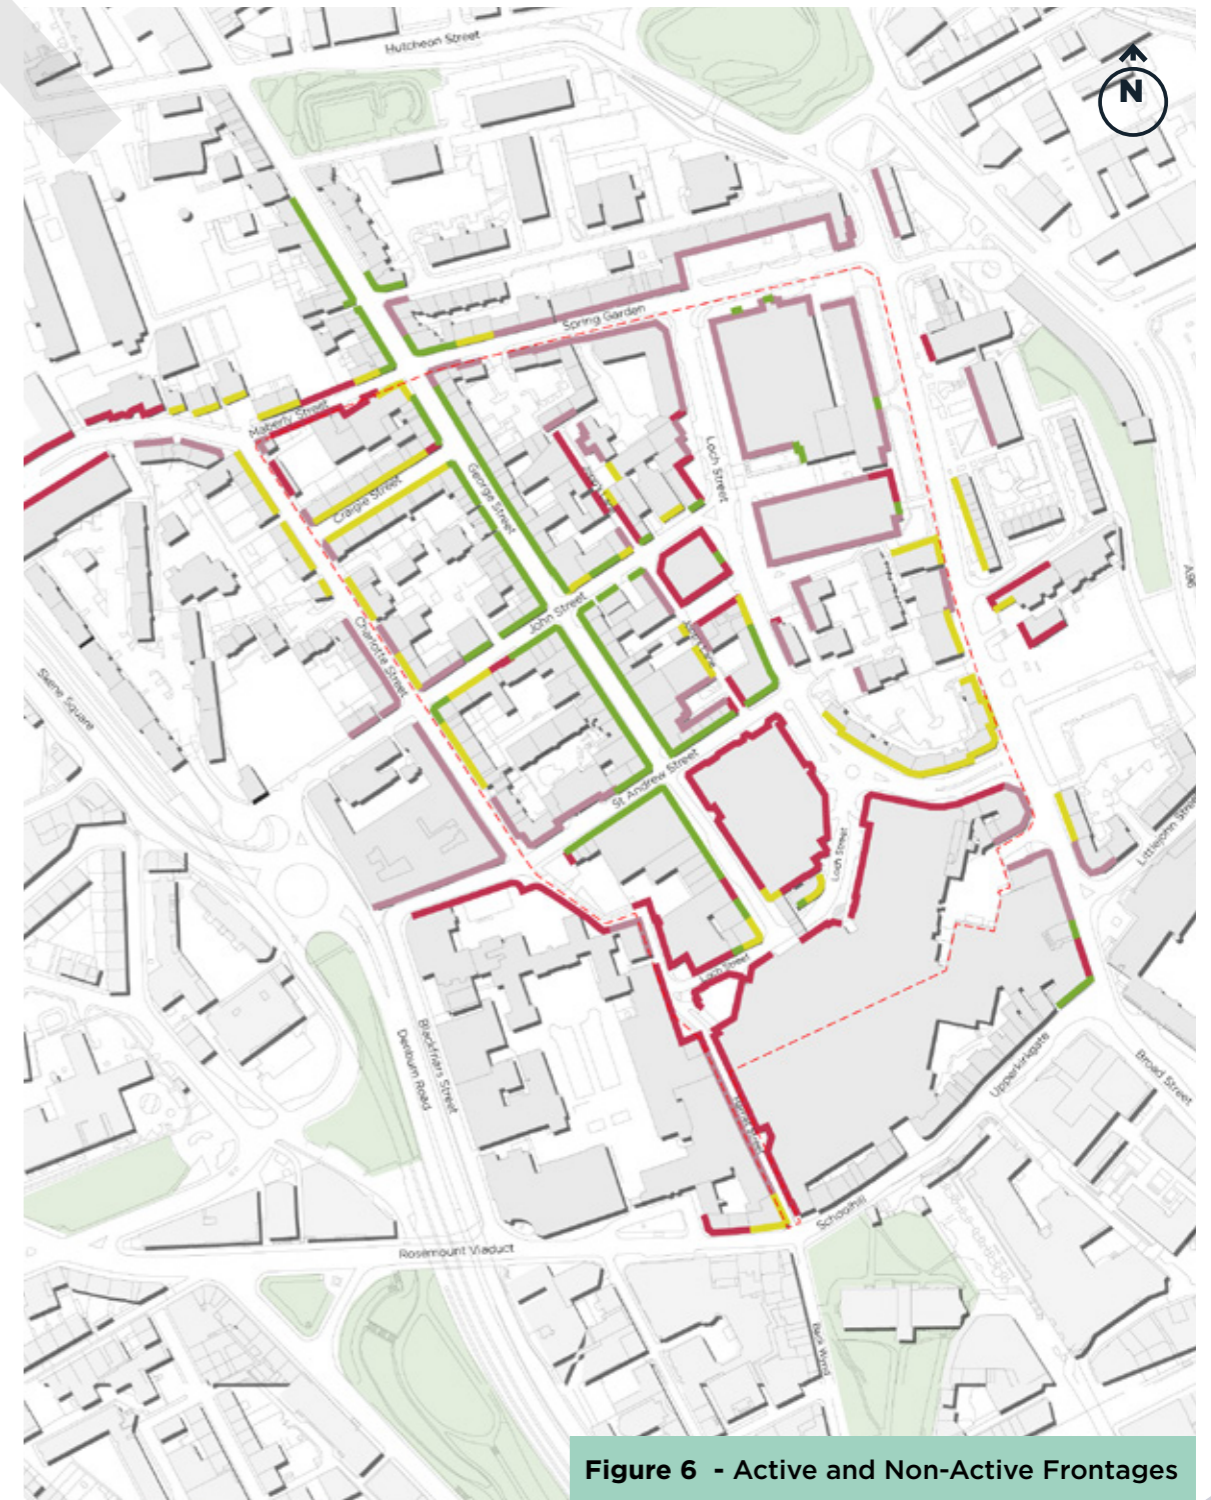 Hutcheon Street
N
Spring Garden
Maberly Street
Loch Street
George Street
Craigie Street
John Street
Charlotte Street
A96
Skene Square
St Andrew Street
Littlejohn Street
Loch Street
Loch Street
Blackfriars Street
Denburn Road
Upperkirkgate
Broad Street
Schoolhill
Rosemount Viaduct
Back Wynd
Figure 6 - Active and Non-Active Frontages